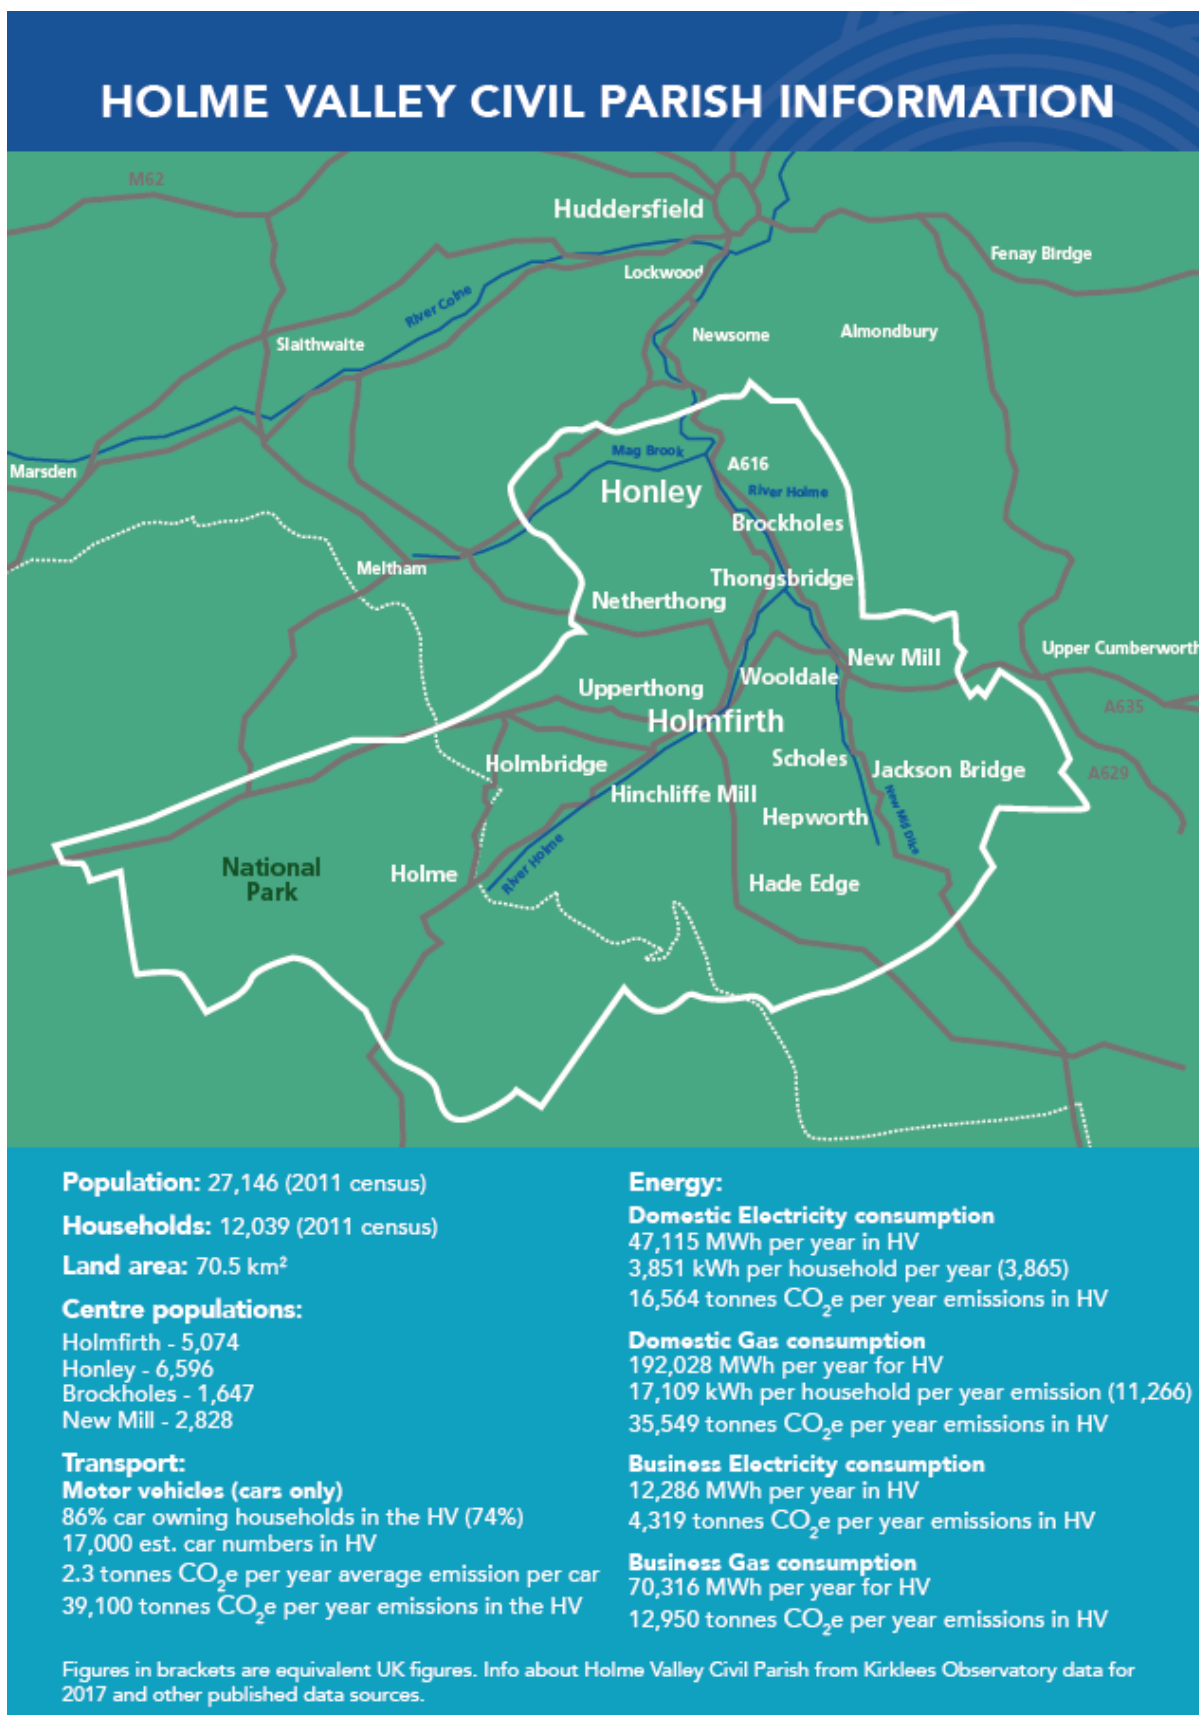 HOLME VALLEY CIVIL PARISH INFORMATION
M62
Huddersfield
Fenay Birdge
Lockwood
River Colne
Newsome
Almondbury
Slaithwaite
Marsden
Mag Brook
A616
Honley
River Holme
Brockholes
Meltham
Thongsbridge
Netherthong
Upper Cumberworth
New Mill
Wooldale
Upperthong
A635
Holmfirth
Scholes
Holmbridge
Jackson Bridge
A629
Hinchliffe Mill
Hepworth
New Mill Dike
River Holme
National
Park
Holme
Hade Edge
Population: 27,146 (2011 census)
Households: 12,039 (2011 census)
Land area: 70.5 km²
Centre populations:
Holmfirth - 5,074
Honley - 6,596
Brockholes - 1,647
New Mill - 2,828
Transport:
Motor vehicles (cars only)
86% car owning households in the HV (74%)
17,000 est. car numbers in HV
2.3 tonnes CO₂e per year average emission per car
39,100 tonnes CO₂e per year emissions in the HV
Energy:
Domestic Electricity consumption
47,115 MWh per year in HV
3,851 kWh per household per year (3,865)
16,564 tonnes CO₂e per year emissions in HV
Domestic Gas consumption
192,028 MWh per year for HV
17,109 kWh per household per year emission (11,266)
35,549 tonnes CO₂e per year emissions in HV
Business Electricity consumption
12,286 MWh per year in HV
4,319 tonnes CO₂e per year emissions in HV
Business Gas consumption
70,316 MWh per year for HV
12,950 tonnes CO₂e per year emissions in HV
Figures in brackets are equivalent UK figures. Info about Holme Valley Civil Parish from Kirklees Observatory data for
2017 and other published data sources.